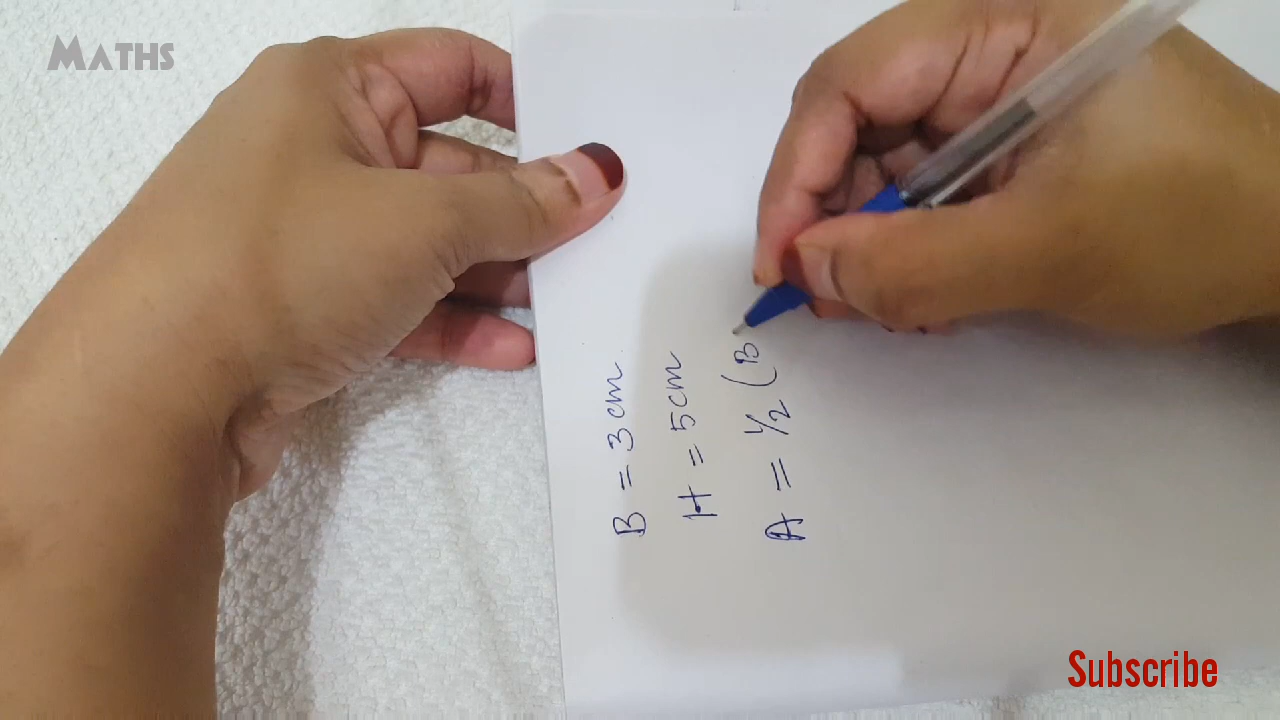 MATHS
B = 3cm
H = 5cm
A = 1/2 (B
Subscribe